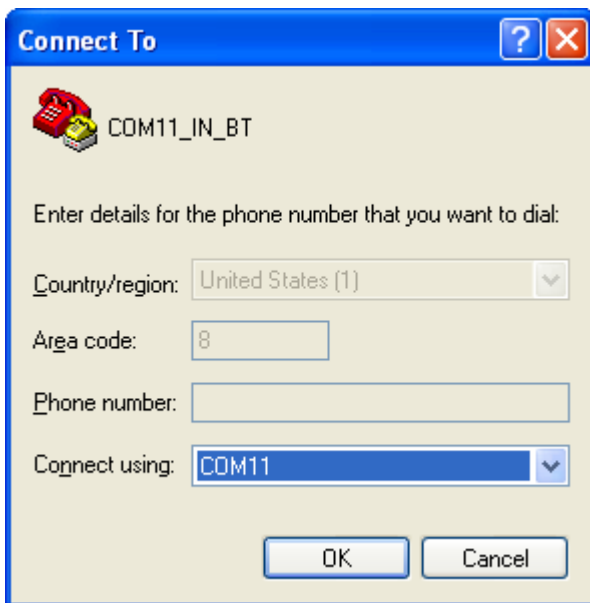 Connect To
COM11_IN_BT
Enter details for the phone number that you want to dial:
Country/region: United States (1)
Area code: 8
Phone number:
Connect using: COM11
OK Cancel